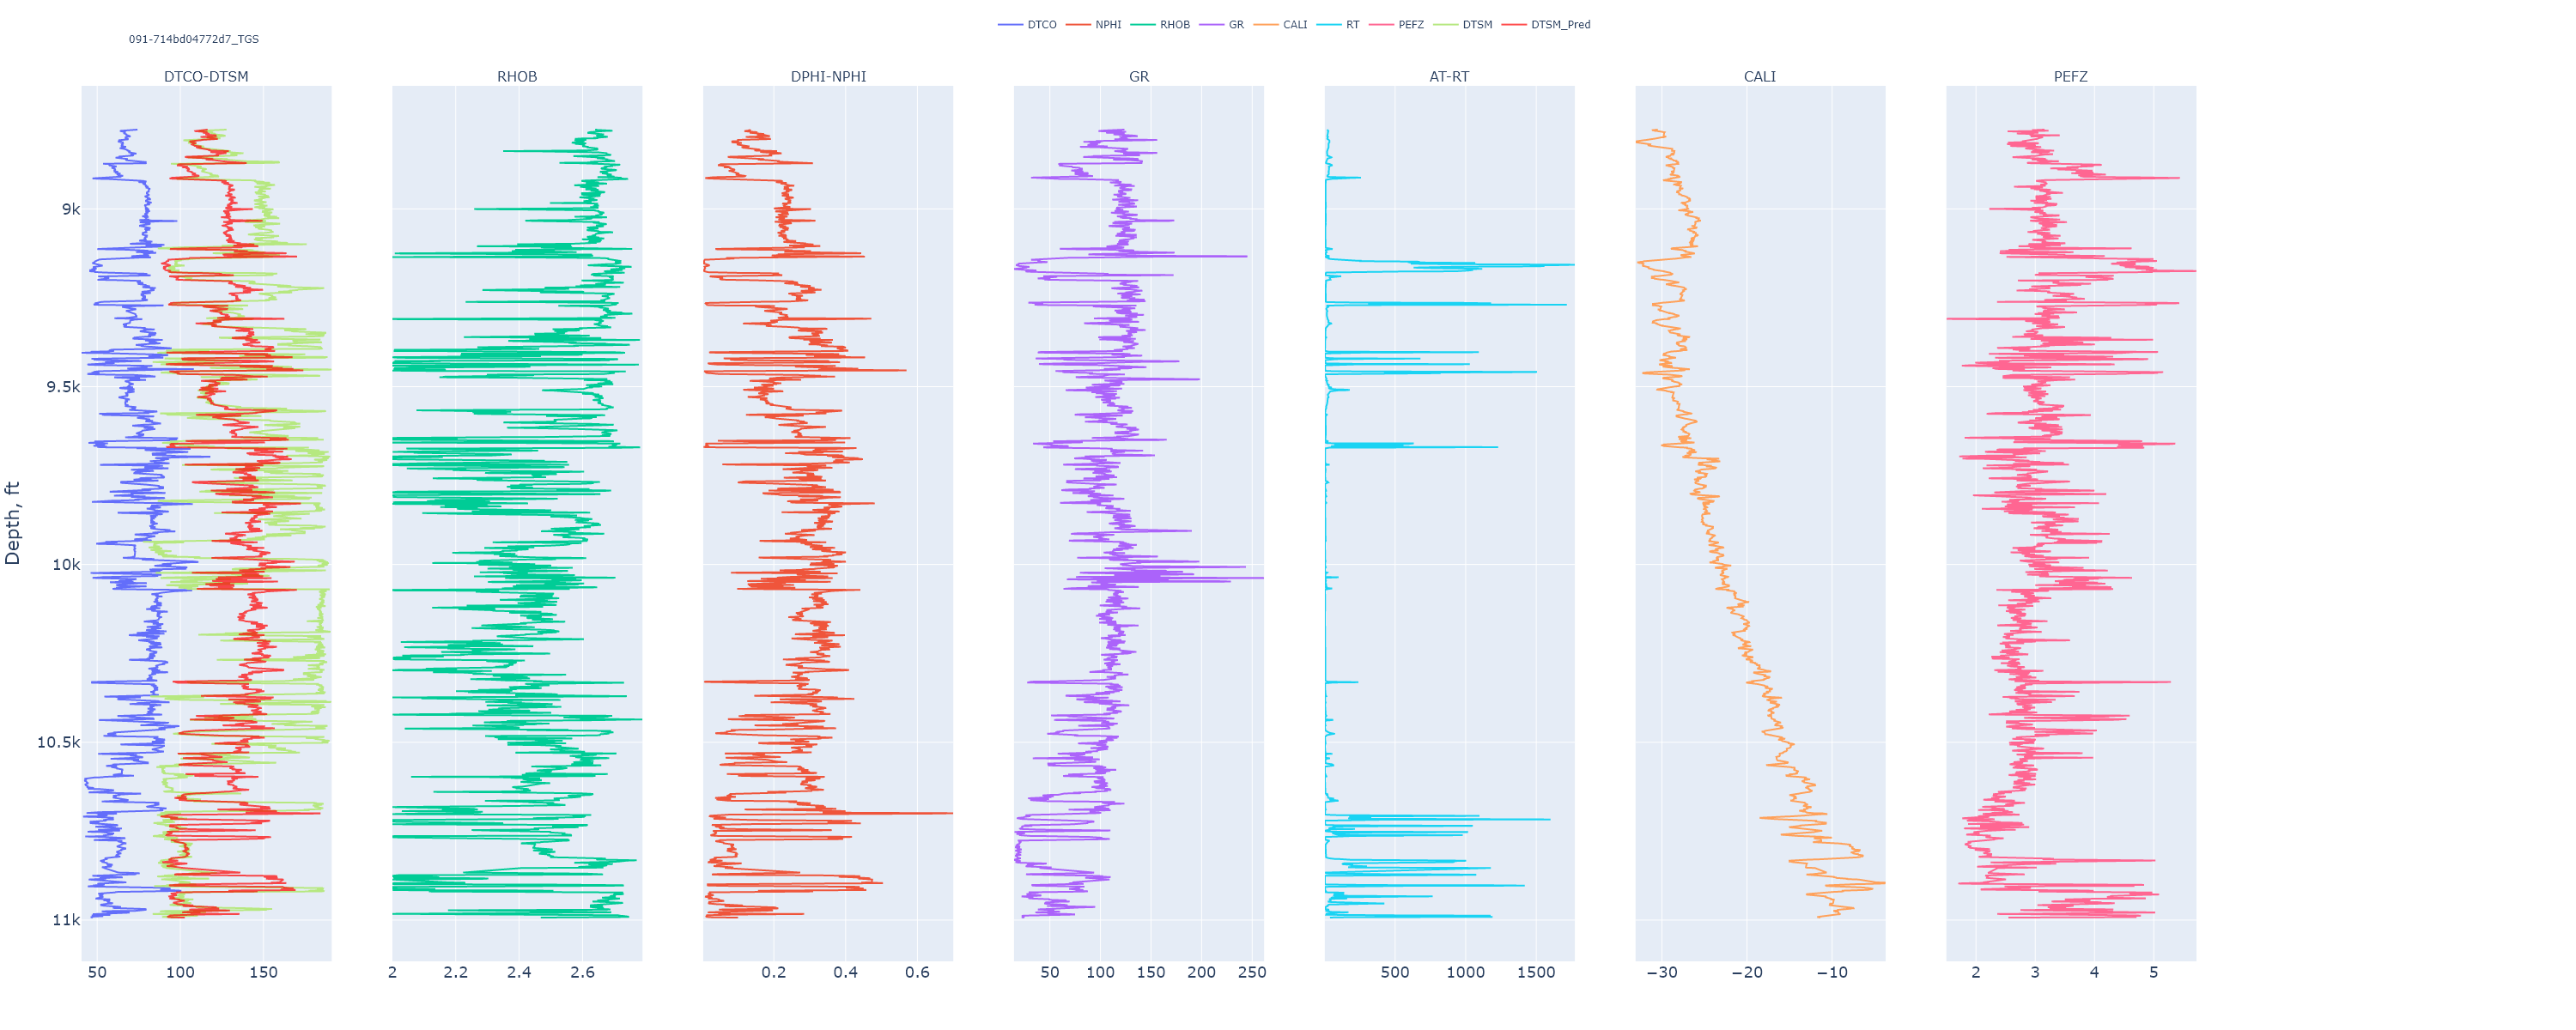 DTCO NPHI RHOB GR CALI RT PEFZ DTSM DTSM_Pred
091-714bd04772d7_TGS
DTCO-DTSM RHOB DPHI-NPHI GR AT-RT CALI PEFZ
Depth, ft
9k
9.5k
10k
10.5k
11k
50 100 150 2 2.2 2.4 2.6 0.2 0.4 0.6 50 100 150 200 250 500 1000 1500 −30 −20 −10 2 3 4 5